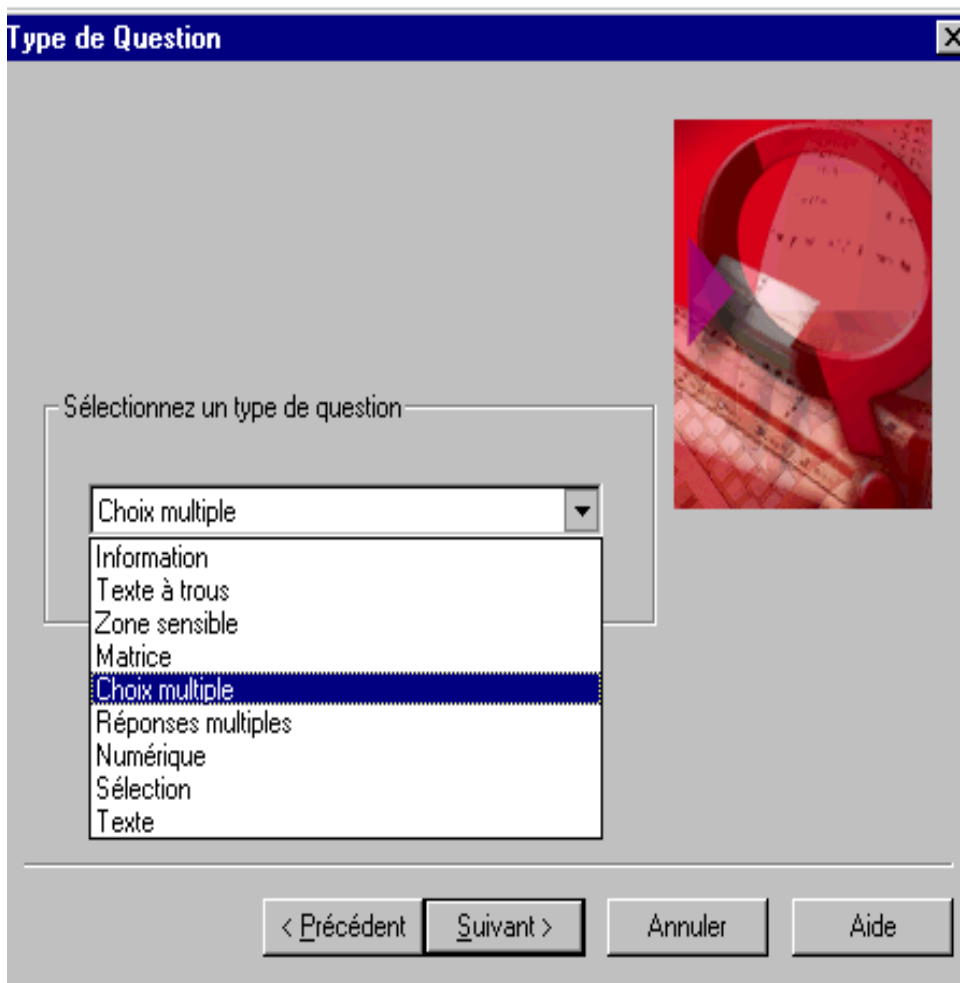 Type de Question
Sélectionnez un type de question
Choix multiple
Information
Texte à trous
Zone sensible
Matrice
Choix multiple
Réponses multiples
Numérique
Sélection
Texte
< Précédent
Suivant >
Annuler
Aide